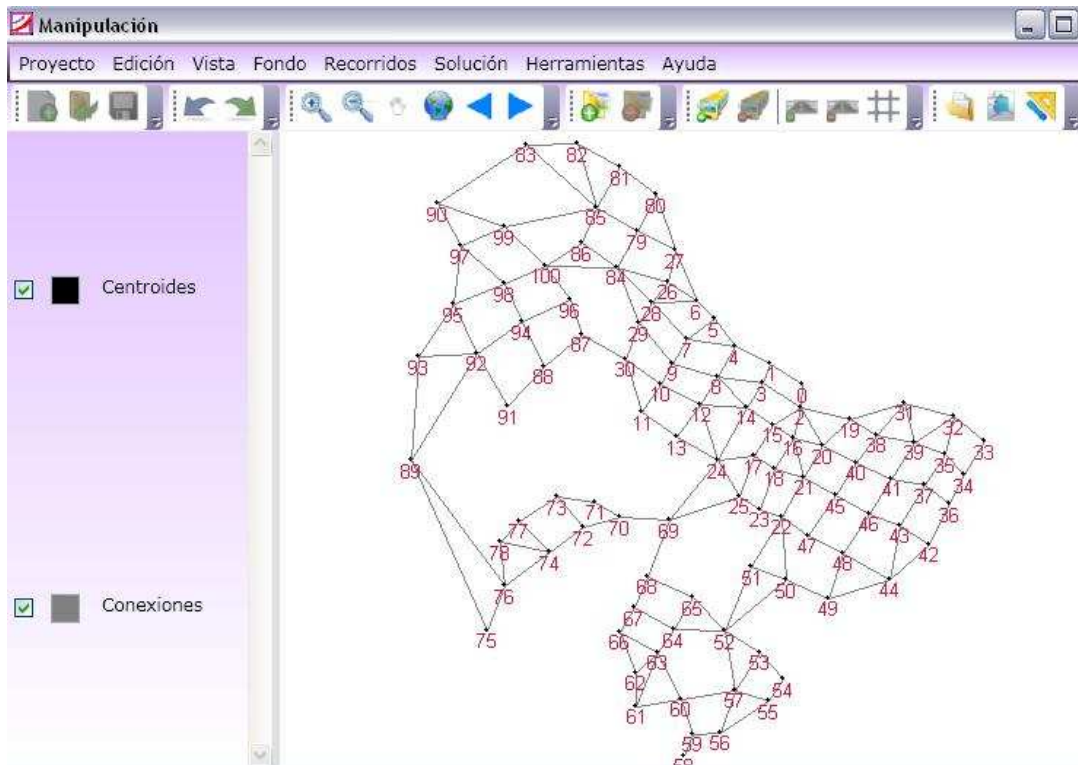 Manipulación
Proyecto Edición Vista Fondo Recorridos Solución Herramientas Ayuda
83 82
81
90 85 80
99 79
97 86 27
100 84
98 26
95 96 28 6
94 29 5
87 7 4
93 92 30 9 1
88 8 3 0
91 10 12 14 2 31
11 15 19 32
13 16 38 39 33
89 24 17 20 40 35
18 21 41 37 34
73 71 25 45 36
77 70 69 23 22 46 43
78 72 47 42
74 48
76 68 51 50 44
65 49
67
75 66 64 52
63 53
62 54
61 60 57 55
59 56
58
Centroides
Conexiones